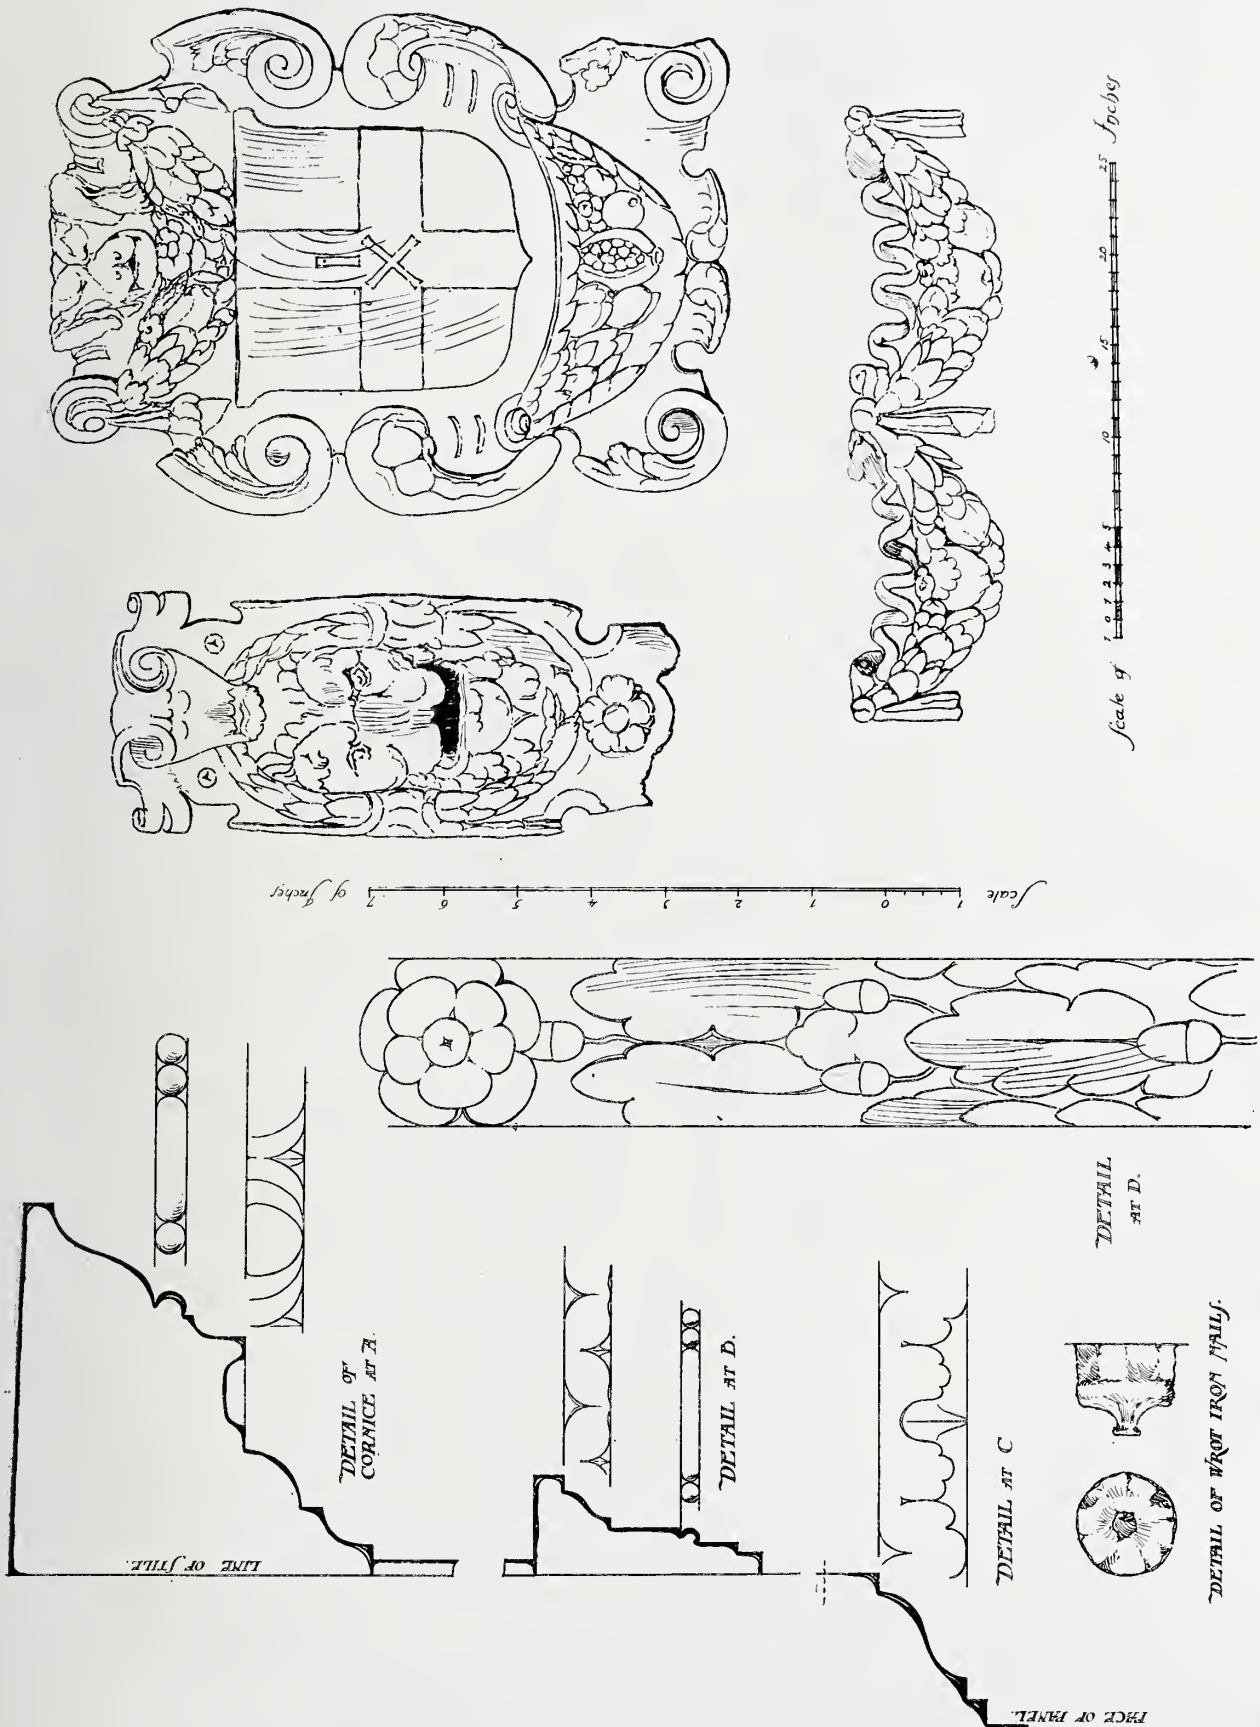 Scale of 1 0 1 2 3 4 5 10 15 20 25 Inches
Scale 1 0 1 2 3 4 5 6 7 of Inches
LINE OF STILE.
DETAIL OF
CORNICE AT A.
DETAIL AT B.
DETAIL AT C
DETAIL
AT D.
DETAIL OF WROT IRON NAILS.
FACE OF PANEL.